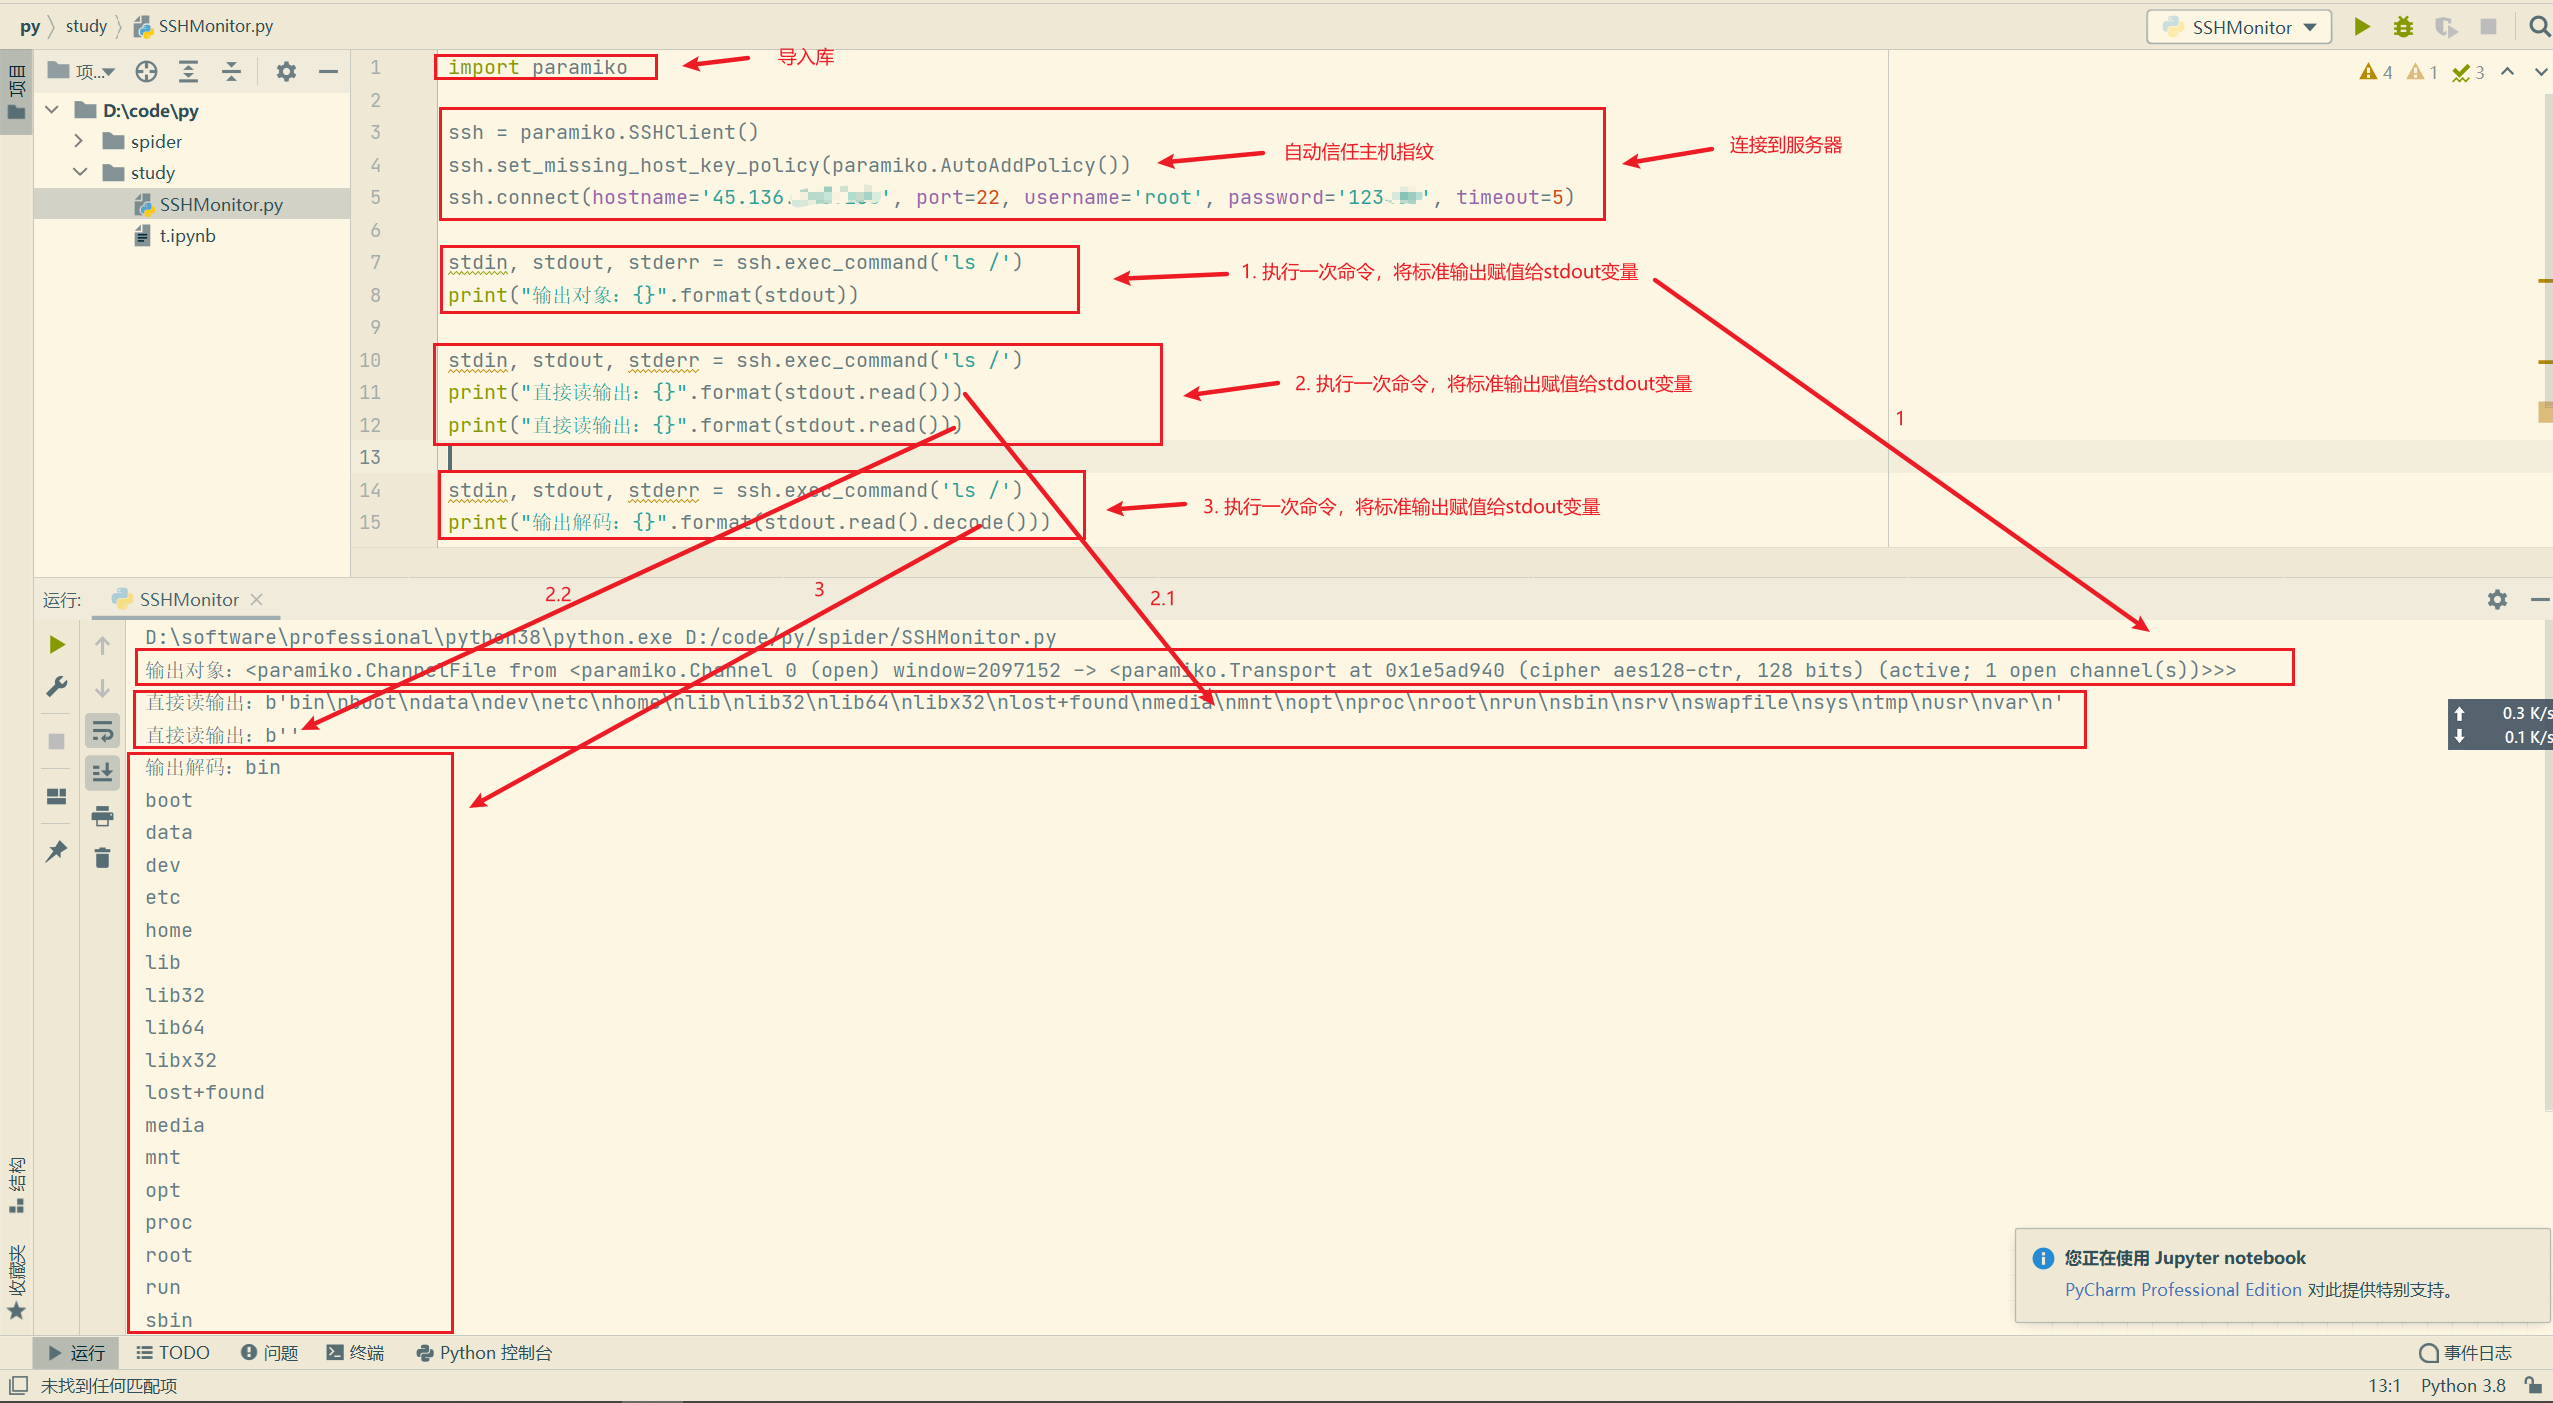 py study SSHMonitor.py
SSHMonitor
项目
项...
4 1 3
D:\code\py
spider
study
SSHMonitor.py
t.ipynb
1 import paramiko
导入库
2
3 ssh = paramiko.SSHClient()
4 ssh.set_missing_host_key_policy(paramiko.AutoAddPolicy())
自动信任主机指纹
连接到服务器
5 ssh.connect(hostname='45.136.', port=22, username='root', password='123', timeout=5)
6
7 stdin, stdout, stderr = ssh.exec_command('ls /')
1. 执行一次命令，将标准输出赋值给stdout变量
8 print("输出对象：{}".format(stdout))
9
10 stdin, stdout, stderr = ssh.exec_command('ls /')
11 print("直接读输出：{}".format(stdout.read()))
2. 执行一次命令，将标准输出赋值给stdout变量
12 print("直接读输出：{}".format(stdout.read()))
1
13
14 stdin, stdout, stderr = ssh.exec_command('ls /')
3. 执行一次命令，将标准输出赋值给stdout变量
15 print("输出解码：{}".format(stdout.read().decode()))
2.2 3 2.1
运行: SSHMonitor
D:\software\professional\python38\python.exe D:/code/py/spider/SSHMonitor.py
输出对象：<paramiko.ChannelFile from <paramiko.Channel 0 (open) window=2097152 -> <paramiko.Transport at 0x1e5ad940 (cipher aes128-ctr, 128 bits) (active; 1 open channel(s))>>>
直接读输出：b'bin\nboot\ndata\ndev\netc\nhome\nlib\nlib32\nlib64\nlibx32\nlost+found\nmedia\nmnt\nopt\nproc\nroot\nrun\nsbin\nsrv\nswapfile\nsys\ntmp\nusr\nvar\n'
直接读输出：b''
0.3 K/s
0.1 K/s
输出解码：bin
boot
data
dev
etc
home
lib
lib32
lib64
libx32
lost+found
media
mnt
opt
proc
root
run
sbin
结构
收藏夹
您正在使用 Jupyter notebook
PyCharm Professional Edition 对此提供特别支持。
运行 TODO 问题 终端 Python 控制台
事件日志
未找到任何匹配项
13:1 Python 3.8